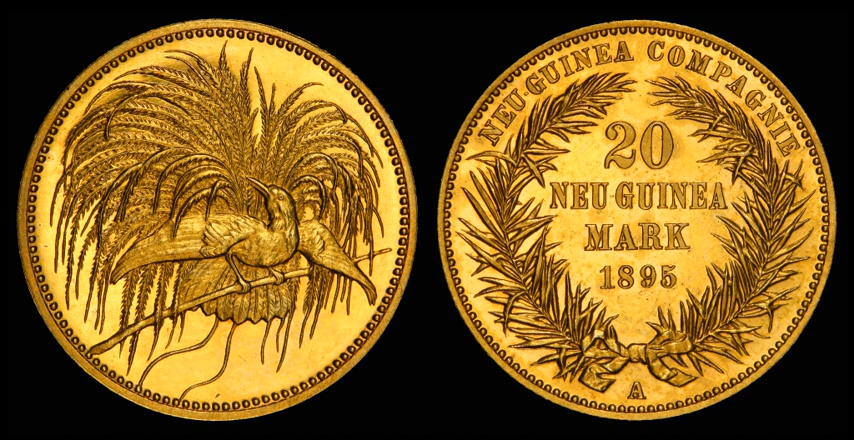 NEU-GUINEA COMPAGNIE
20
NEU-GUINEA
MARK
1895
A